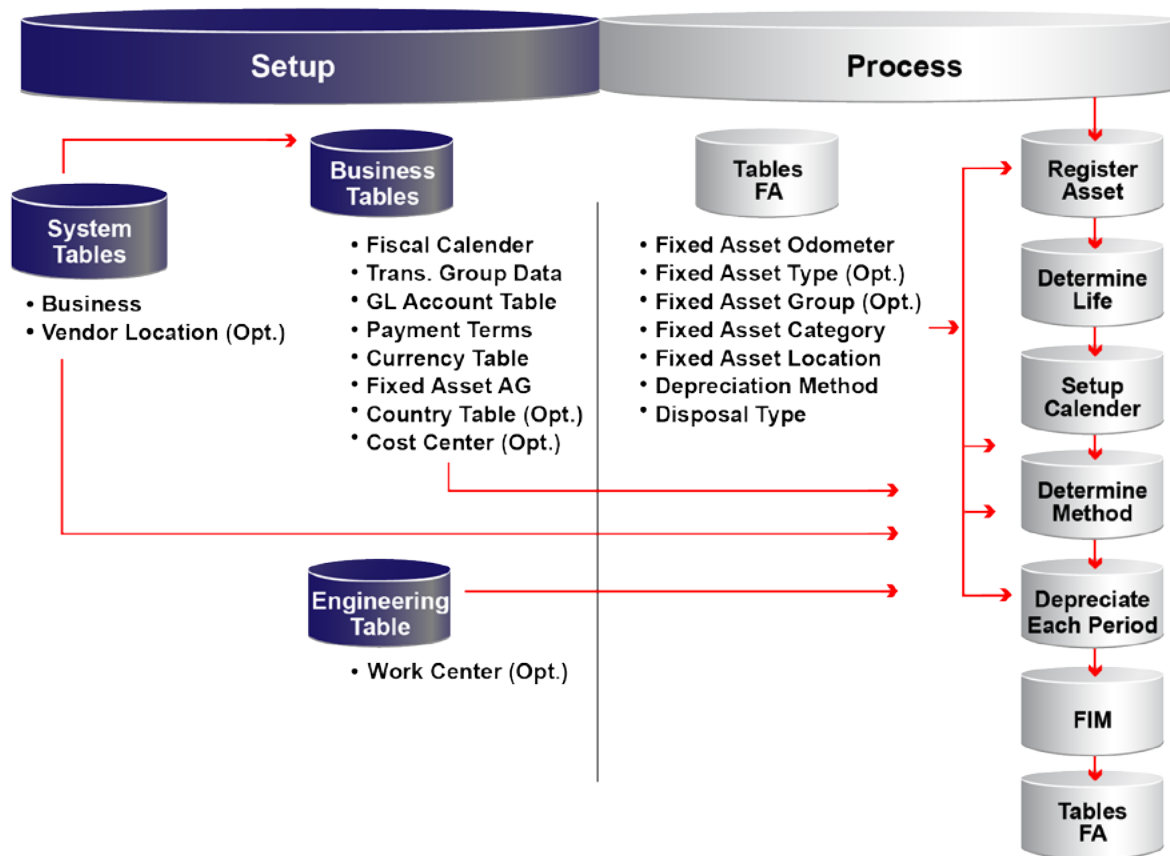 Setup
Process
System
Tables
• Business
• Vendor Location (Opt.)
Business
Tables
• Fiscal Calender
• Trans. Group Data
• GL Account Table
• Payment Terms
• Currency Table
• Fixed Asset AG
• Country Table (Opt.)
• Cost Center (Opt.)
Engineering
Table
• Work Center (Opt.)
Tables
FA
• Fixed Asset Odometer
• Fixed Asset Type (Opt.)
• Fixed Asset Group (Opt.)
• Fixed Asset Category
• Fixed Asset Location
• Depreciation Method
• Disposal Type
Register
Asset
Determine
Life
Setup
Calender
Determine
Method
Depreciate
Each Period
FIM
Tables
FA